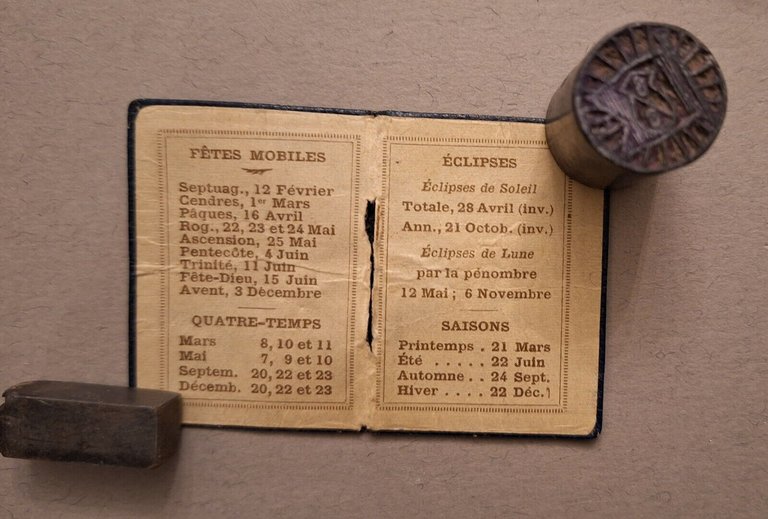 FÊTES MOBILES
Septuag., 12 Février
Cendres, 1er Mars
Pâques, 16 Avril
Rog., 22, 23 et 24 Mai
Ascension, 25 Mai
Pentecôte, 4 Juin
Trinité, 11 Juin
Fête-Dieu, 15 Juin
Avent, 3 Décembre
QUATRE-TEMPS
Mars 8, 10 et 11
Mai 7, 9 et 10
Septem. 20, 22 et 23
Décemb. 20, 22 et 23
ÉCLIPSES
Éclipses de Soleil
Totale, 28 Avril (inv.)
Ann., 21 Octob. (inv.)
Éclipses de Lune
par la pénombre
12 Mai ; 6 Novembre
SAISONS
Printemps . 21 Mars
Été ..... 22 Juin
Automne .. 24 Sept.
Hiver .... 22 Déc.